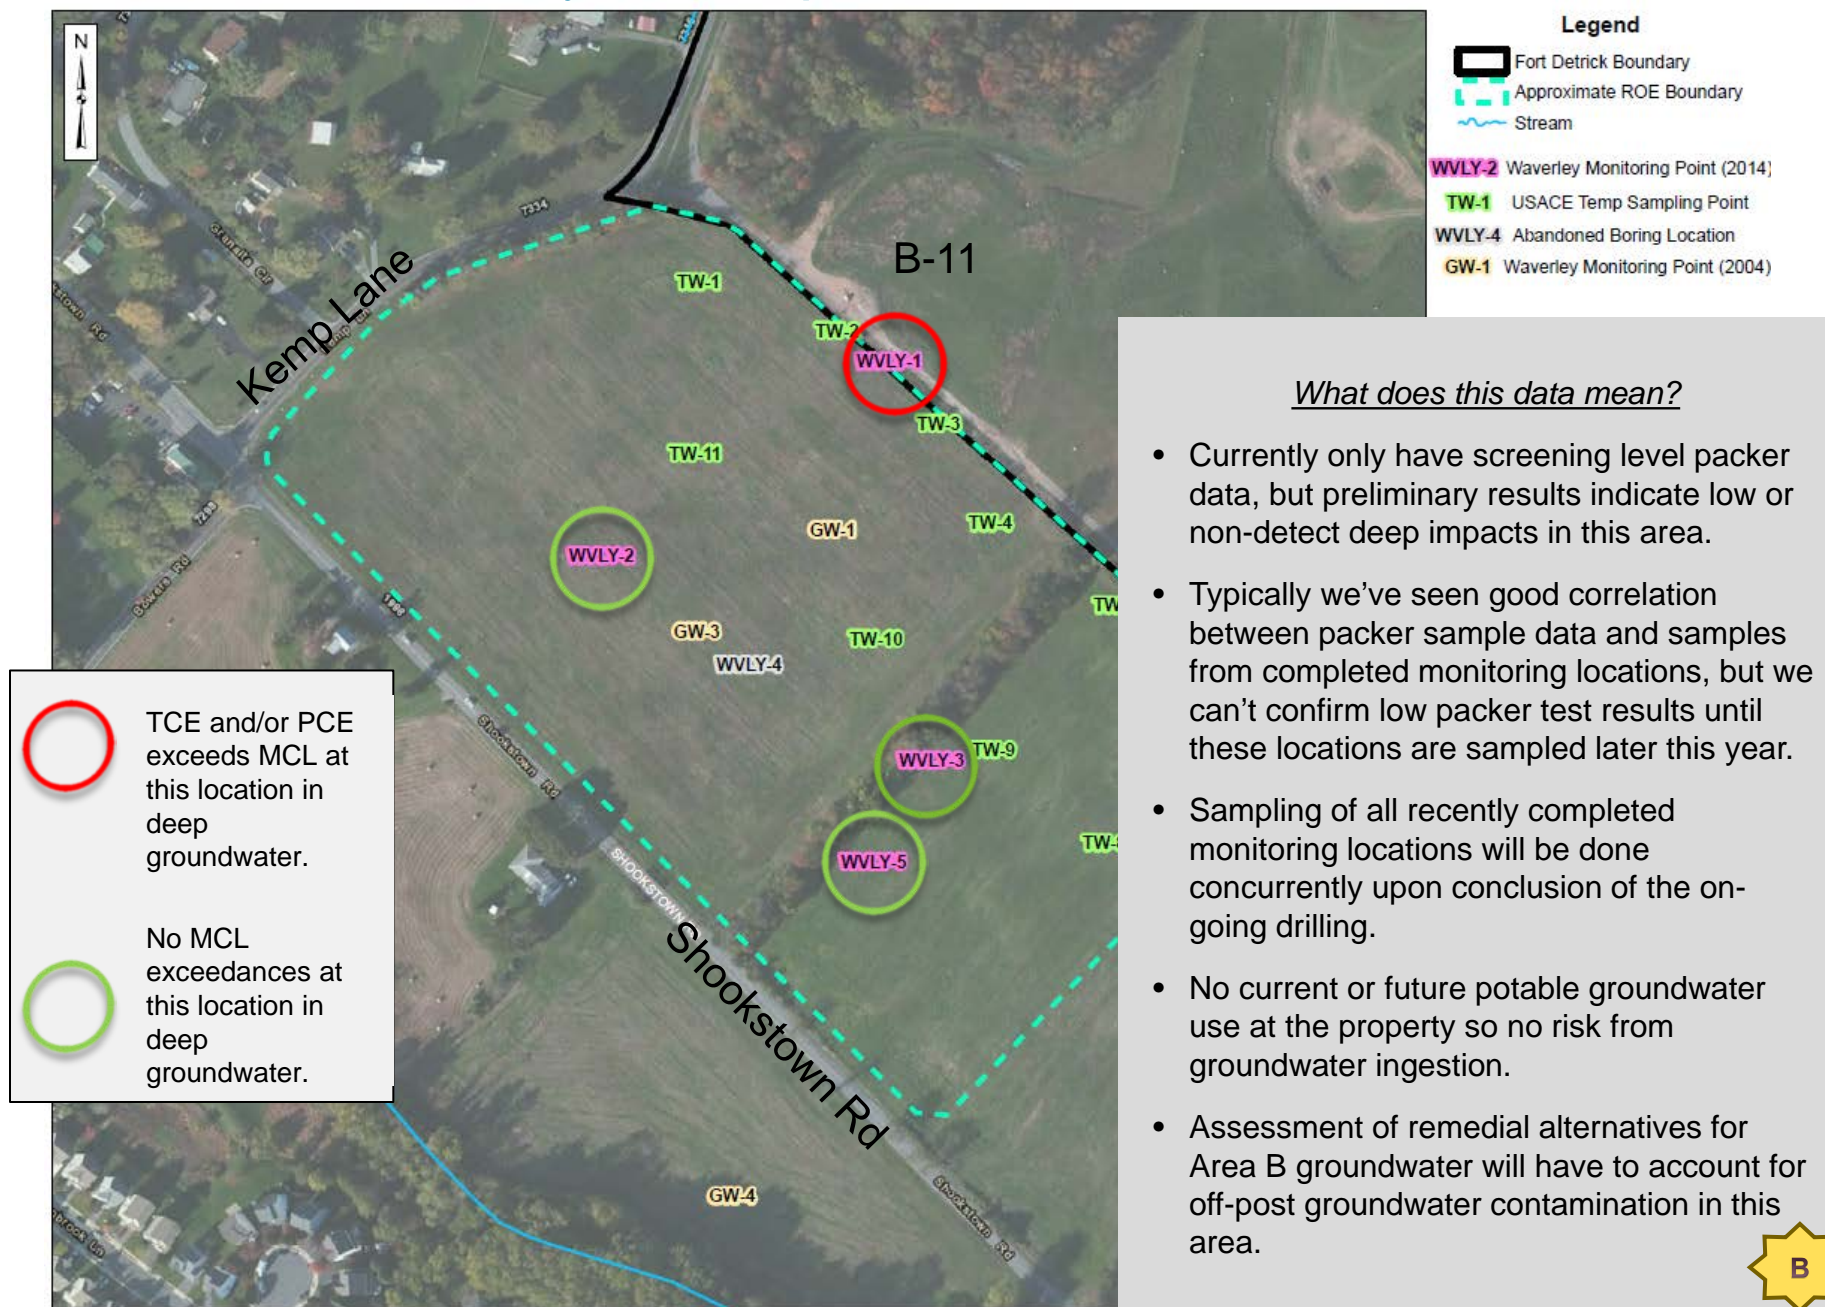 N
Legend
Fort Detrick Boundary
Approximate ROE Boundary
Stream
WVLY-2 Waverley Monitoring Point (2014)
TW-1 USACE Temp Sampling Point
WVLY-4 Abandoned Boring Location
GW-1 Waverley Monitoring Point (2004)
7334
Kemp Lane
B-11
TW-1
TW-2
WVLY-1
TW-3
TW-11
GW-1
TW-4
WVLY-2
TW
GW-3
TW-10
WVLY-4
Bowers Rd
TW-9
WVLY-3
WVLY-5
Shookstown Rd
SHOOKSTOWN
Shookstown Rd
GW-4
Shookstown Rd
TCE and/or PCE
exceeds MCL at
this location in
deep
groundwater.
No MCL
exceedances at
this location in
deep
groundwater.
What does this data mean?
• Currently only have screening level packer
data, but preliminary results indicate low or
non-detect deep impacts in this area.
• Typically we've seen good correlation
between packer sample data and samples
from completed monitoring locations, but we
can't confirm low packer test results until
these locations are sampled later this year.
• Sampling of all recently completed
monitoring locations will be done
concurrently upon conclusion of the on-
going drilling.
• No current or future potable groundwater
use at the property so no risk from
groundwater ingestion.
• Assessment of remedial alternatives for
Area B groundwater will have to account for
off-post groundwater contamination in this
area.
B